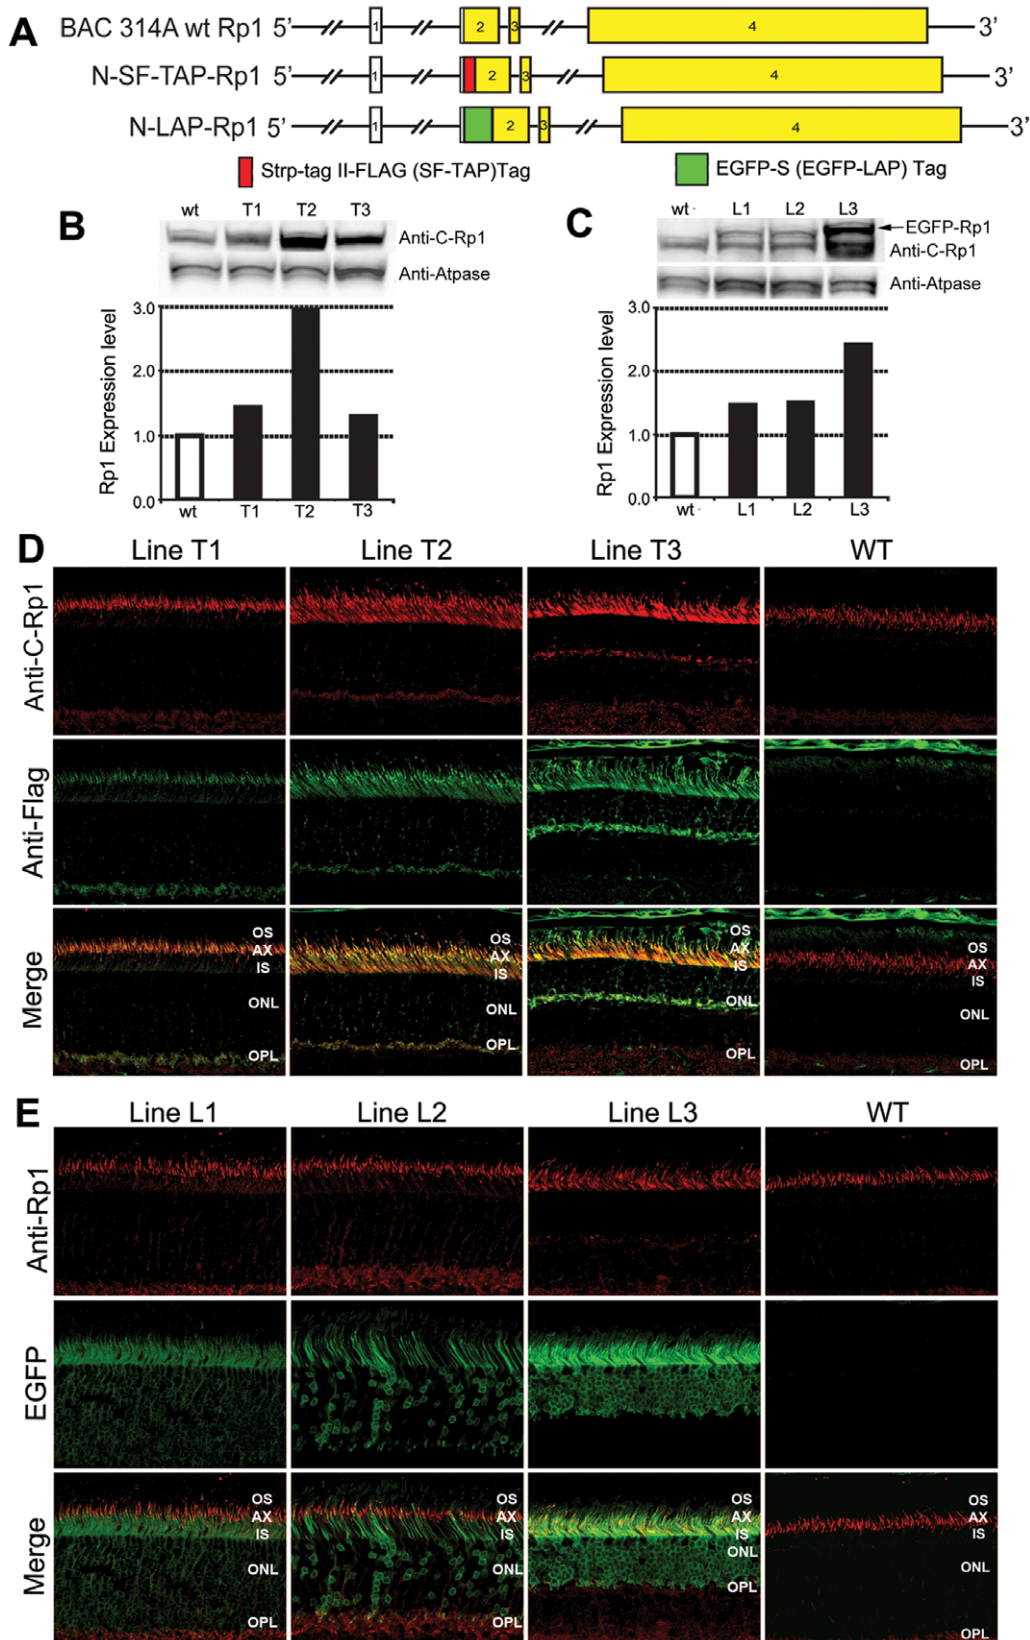 A
BAC 314A wt Rp1 5’ 1 2 3 4 3’
N-SF-TAP-Rp1 5’ 1 2 3 4 3’
N-LAP-Rp1 5’ 1 2 3 4 3’
Strp-tag II-FLAG (SF-TAP)Tag
EGFP-S (EGFP-LAP) Tag
B
wt T1 T2 T3
Anti-C-Rp1
Anti-Atpase
Rp1 Expression level
3.0
2.0
1.0
0.0
wt T1 T2 T3
C
wt - L1 L2 L3
EGFP-Rp1
Anti-C-Rp1
Anti-Atpase
Rp1 Expression level
3.0
2.0
1.0
0.0
wt - L1 L2 L3
D
Line T1 Line T2 Line T3 WT
Anti-C-Rp1
Anti-Flag
Merge
OS
AX
IS
ONL
OPL
OS
AX
IS
ONL
OPL
OS
AX
IS
ONL
OPL
OS
AX
IS
ONL
OPL
E
Line L1 Line L2 Line L3 WT
Anti-Rp1
EGFP
Merge
OS
AX
IS
ONL
OPL
OS
AX
IS
ONL
OPL
OS
AX
IS
ONL
OPL
OS
AX
IS
ONL
OPL